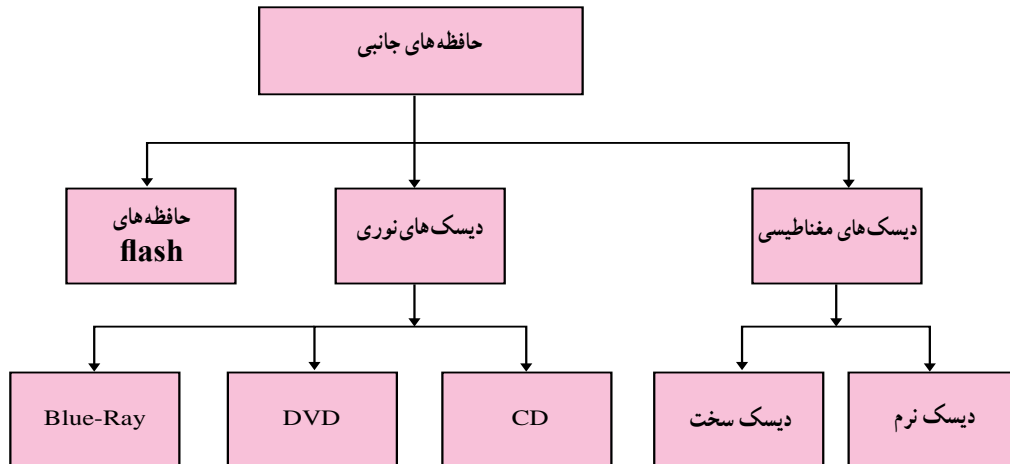 حافظه‌های جانبی
دیسک‌های مغناطیسی
دیسک‌های نوری
حافظه‌های
flash
دیسک نرم
دیسک سخت
CD
DVD
Blue-Ray